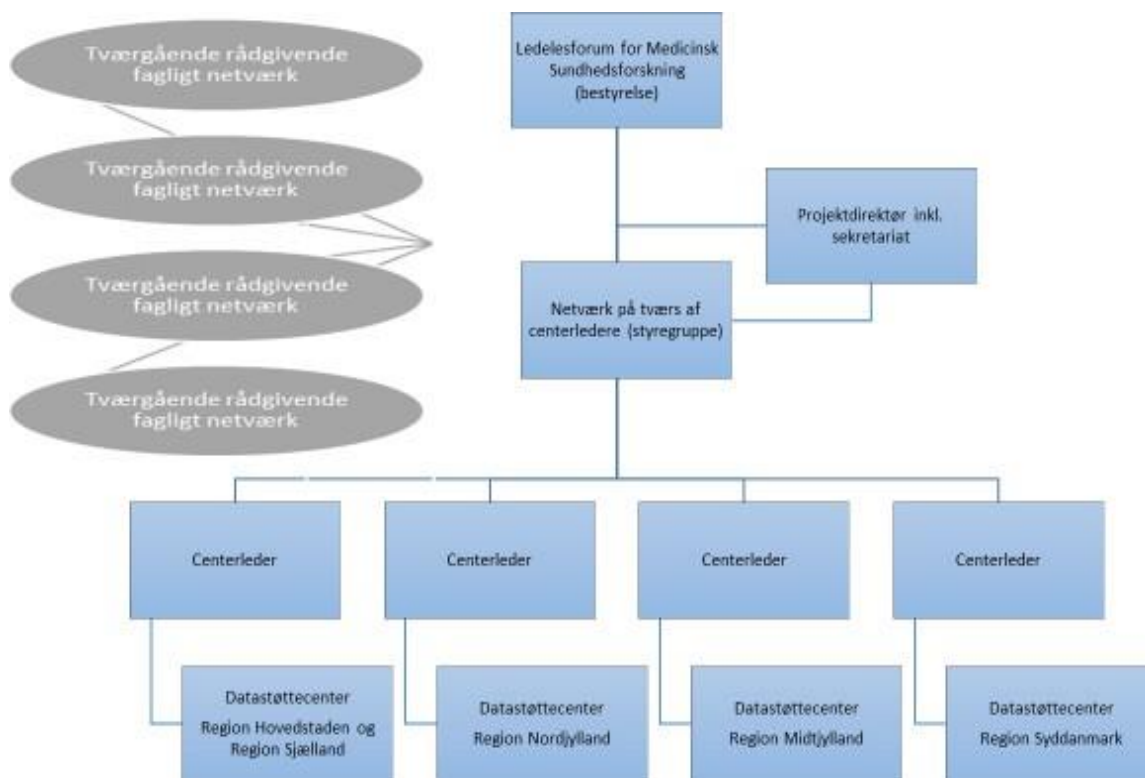 Tværgående rådgivende
fagligt netværk
Tværgående rådgivende
fagligt netværk
Tværgående rådgivende
fagligt netværk
Tværgående rådgivende
fagligt netværk
Ledelesforum for Medicinsk
Sundhedsforskning
(bestyrelse)
Projektdirektør inkl.
sekretariat
Netværk på tværs af
centerledere (styregruppe)
Centerleder
Centerleder
Centerleder
Centerleder
Datastøttecenter
Region Hovedstaden og
Region Sjælland
Datastøttecenter
Region Nordjylland
Datastøttecenter
Region Midtjylland
Datastøttecenter
Region Syddanmark